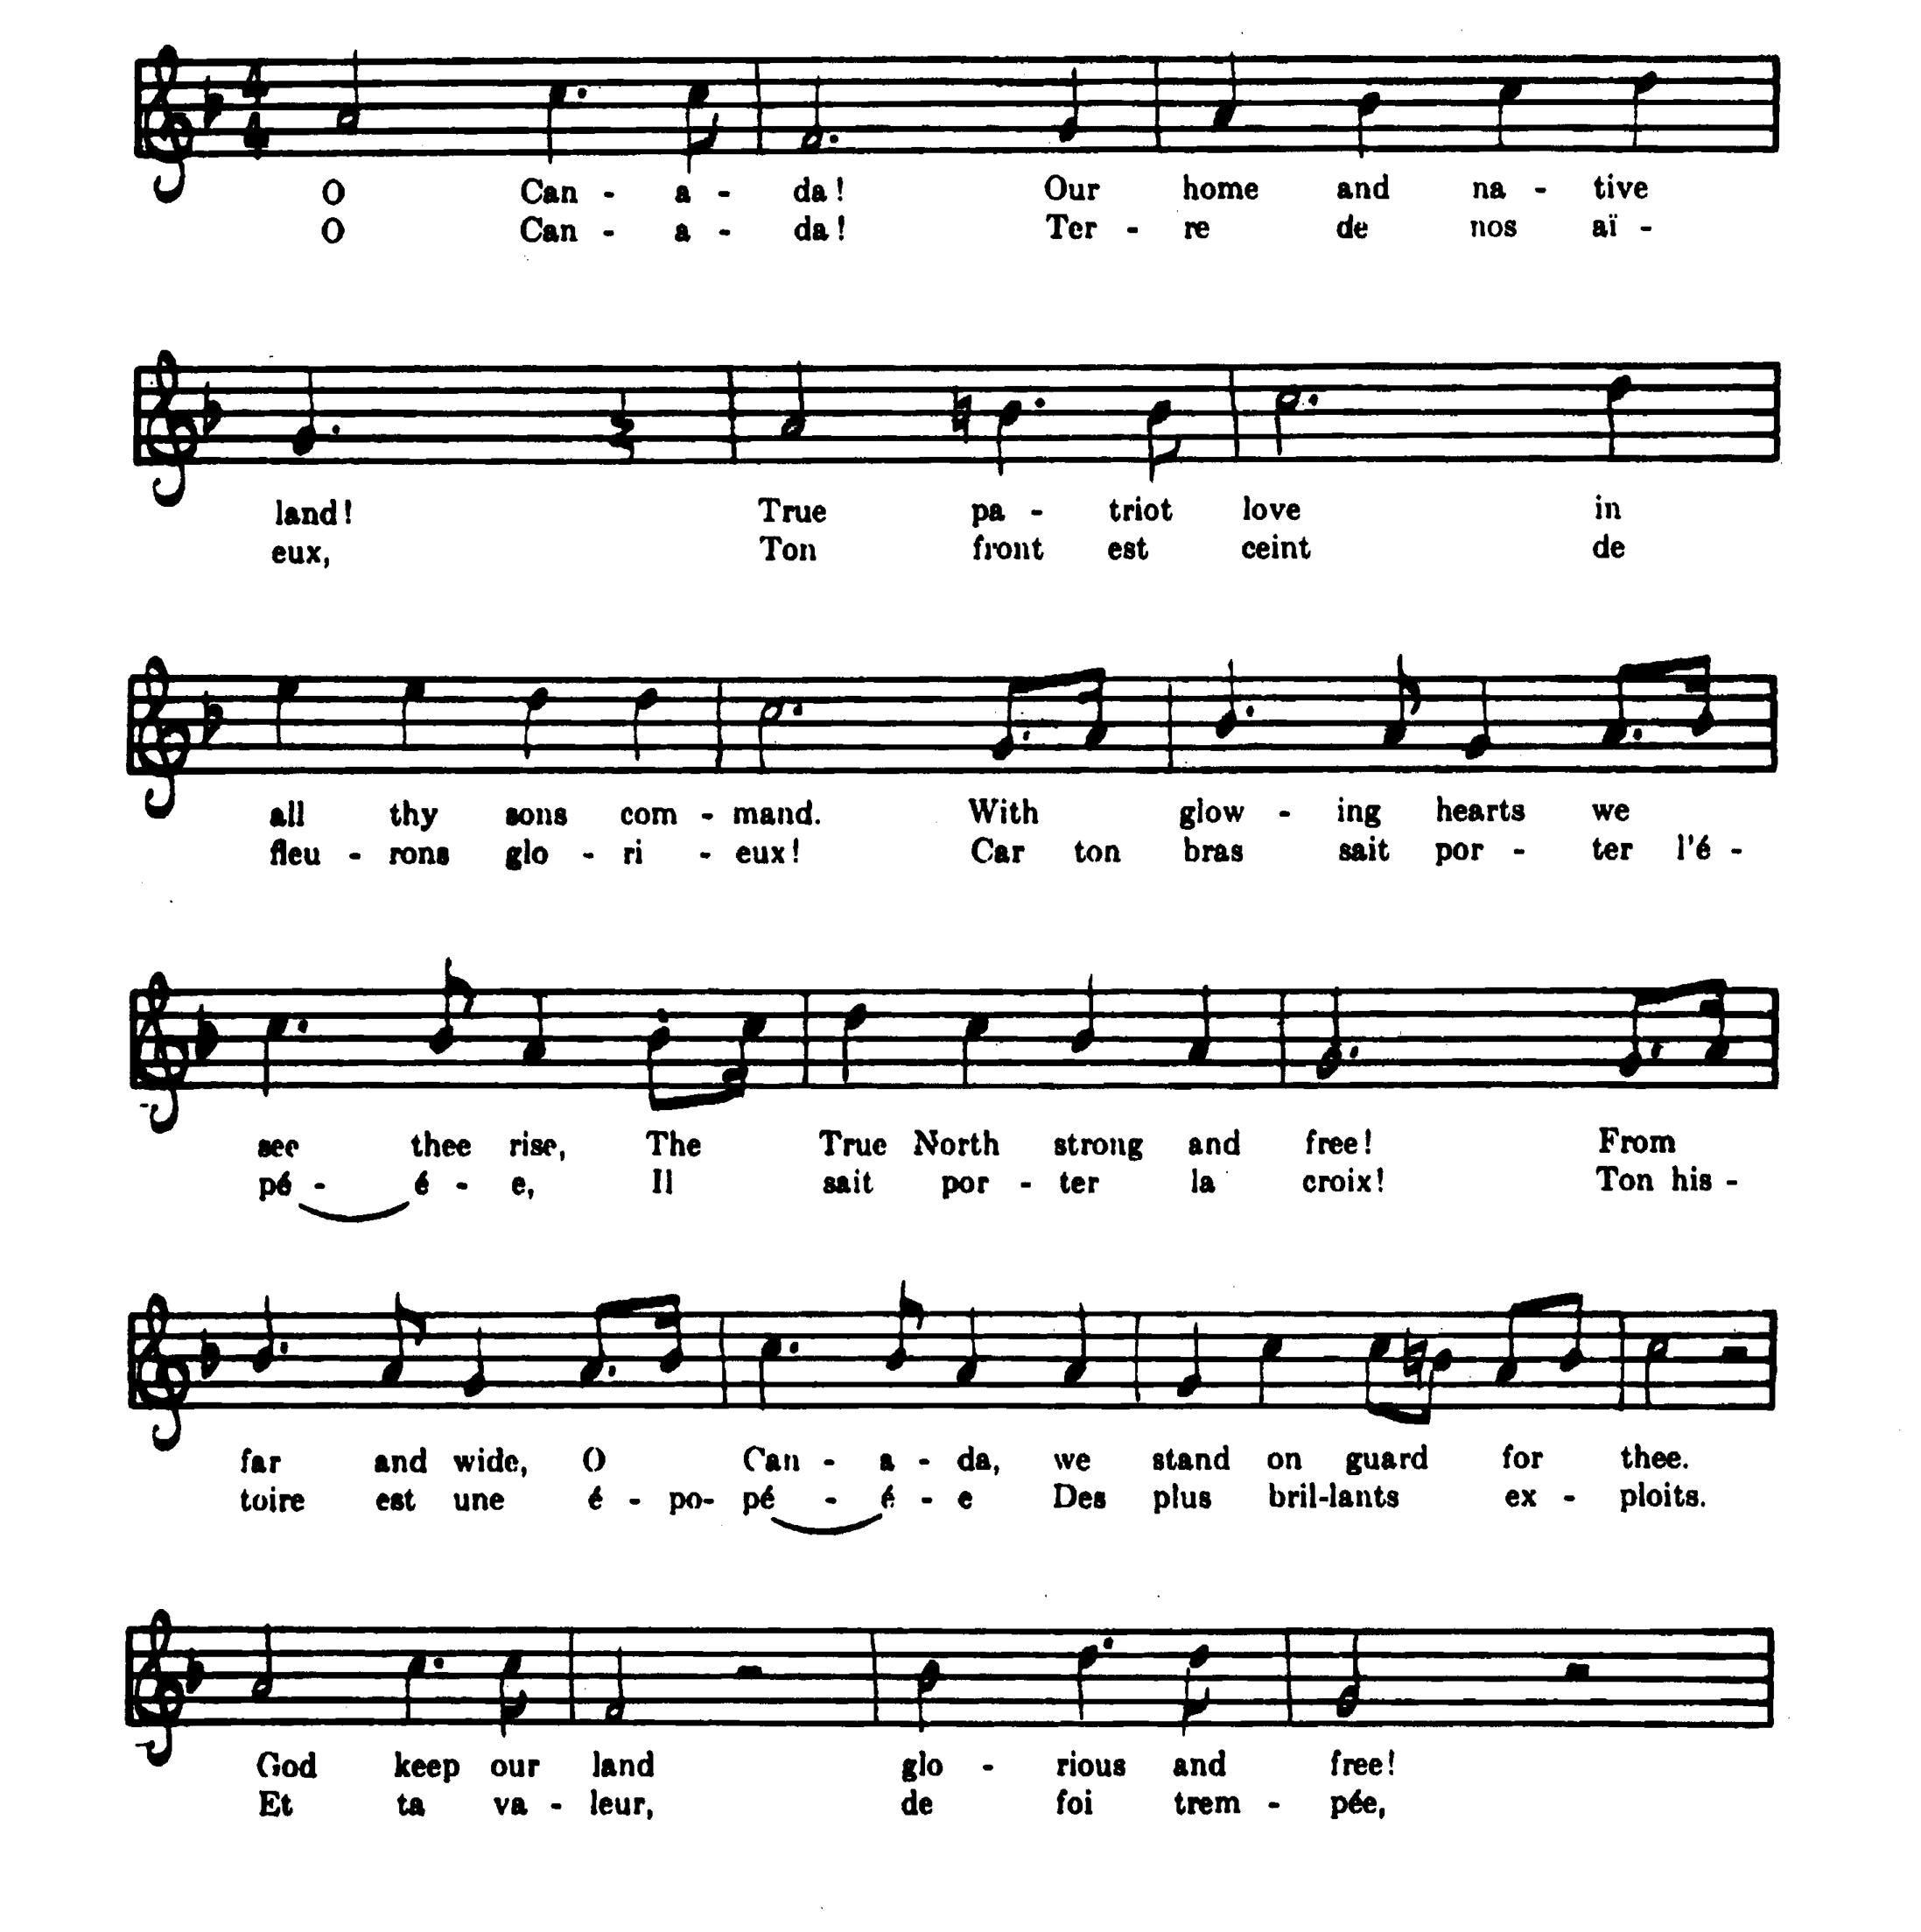 4
4
O Can - a - da! Our home and na - tive
O Can - a - da! Ter - re de nos aï -
land! True pa - triot love in
eux, Ton front est ceint de
all thy sons com - mand. With glow - ing hearts we
fleu - rons glo - ri - eux! Car ton bras sait por - ter l'é -
see thee rise, The True North strong and free! From
pé - é - e, Il sait por - ter la croix! Ton his -
far and wide, O Can - a - da, we stand on guard for thee.
toire est une é - po- pé - é - e Des plus bril-lants ex - ploits.
God keep our land glo - rious and free!
Et ta va - leur, de foi trem - pée,